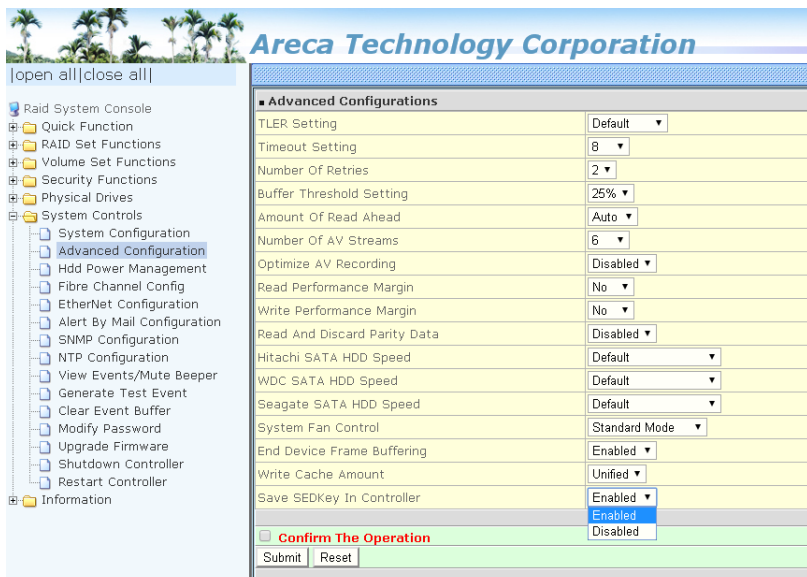 Areca Technology Corporation
|open all|close all|
Raid System Console
Quick Function
RAID Set Functions
Volume Set Functions
Security Functions
Physical Drives
System Controls
System Configuration
Advanced Configuration
Hdd Power Management
Fibre Channel Config
EtherNet Configuration
Alert By Mail Configuration
SNMP Configuration
NTP Configuration
View Events/Mute Beeper
Generate Test Event
Clear Event Buffer
Modify Password
Upgrade Firmware
Shutdown Controller
Restart Controller
Information
Advanced Configurations
TLER Setting Default
Timeout Setting 8
Number Of Retries 2
Buffer Threshold Setting 25%
Amount Of Read Ahead Auto
Number Of AV Streams 6
Optimize AV Recording Disabled
Read Performance Margin No
Write Performance Margin No
Read And Discard Parity Data Disabled
Hitachi SATA HDD Speed Default
WDC SATA HDD Speed Default
Seagate SATA HDD Speed Default
System Fan Control Standard Mode
End Device Frame Buffering Enabled
Write Cache Amount Unified
Save SEDKey In Controller Enabled
Enabled
Disabled
Confirm The Operation
Submit Reset